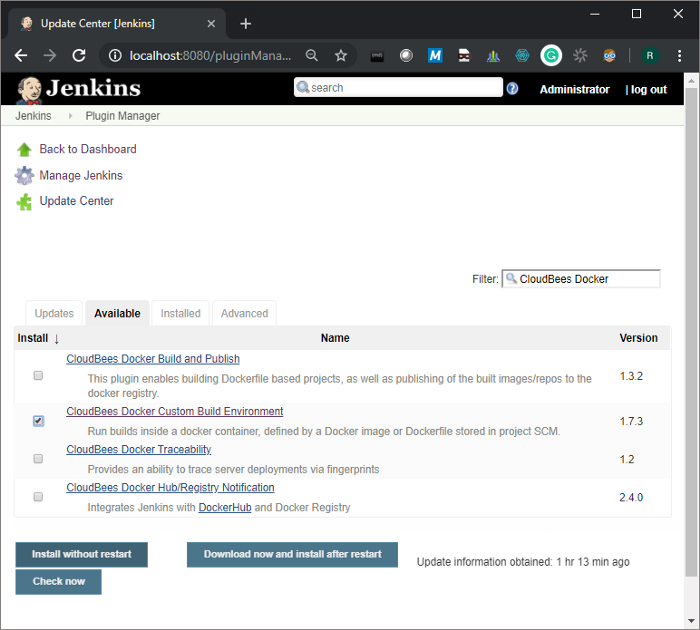 Update Center [Jenkins]
localhost:8080/pluginMana...
M
G
R
Jenkins
search
?
Administrator
| log out
Jenkins
Plugin Manager
Back to Dashboard
Manage Jenkins
Update Center
Filter: CloudBees Docker
Updates
Available
Installed
Advanced
Install ↓
Name
Version
CloudBees Docker Build and Publish
This plugin enables building Dockerfile based projects, as well as publishing of the built images/repos to the
docker registry.
1.3.2
CloudBees Docker Custom Build Environment
Run builds inside a docker container, defined by a Docker image or Dockerfile stored in project SCM.
1.7.3
CloudBees Docker Traceability
Provides an ability to trace server deployments via fingerprints
1.2
CloudBees Docker Hub/Registry Notification
Integrates Jenkins with DockerHub and Docker Registry
2.4.0
Install without restart
Download now and install after restart
Update information obtained: 1 hr 13 min ago
Check now